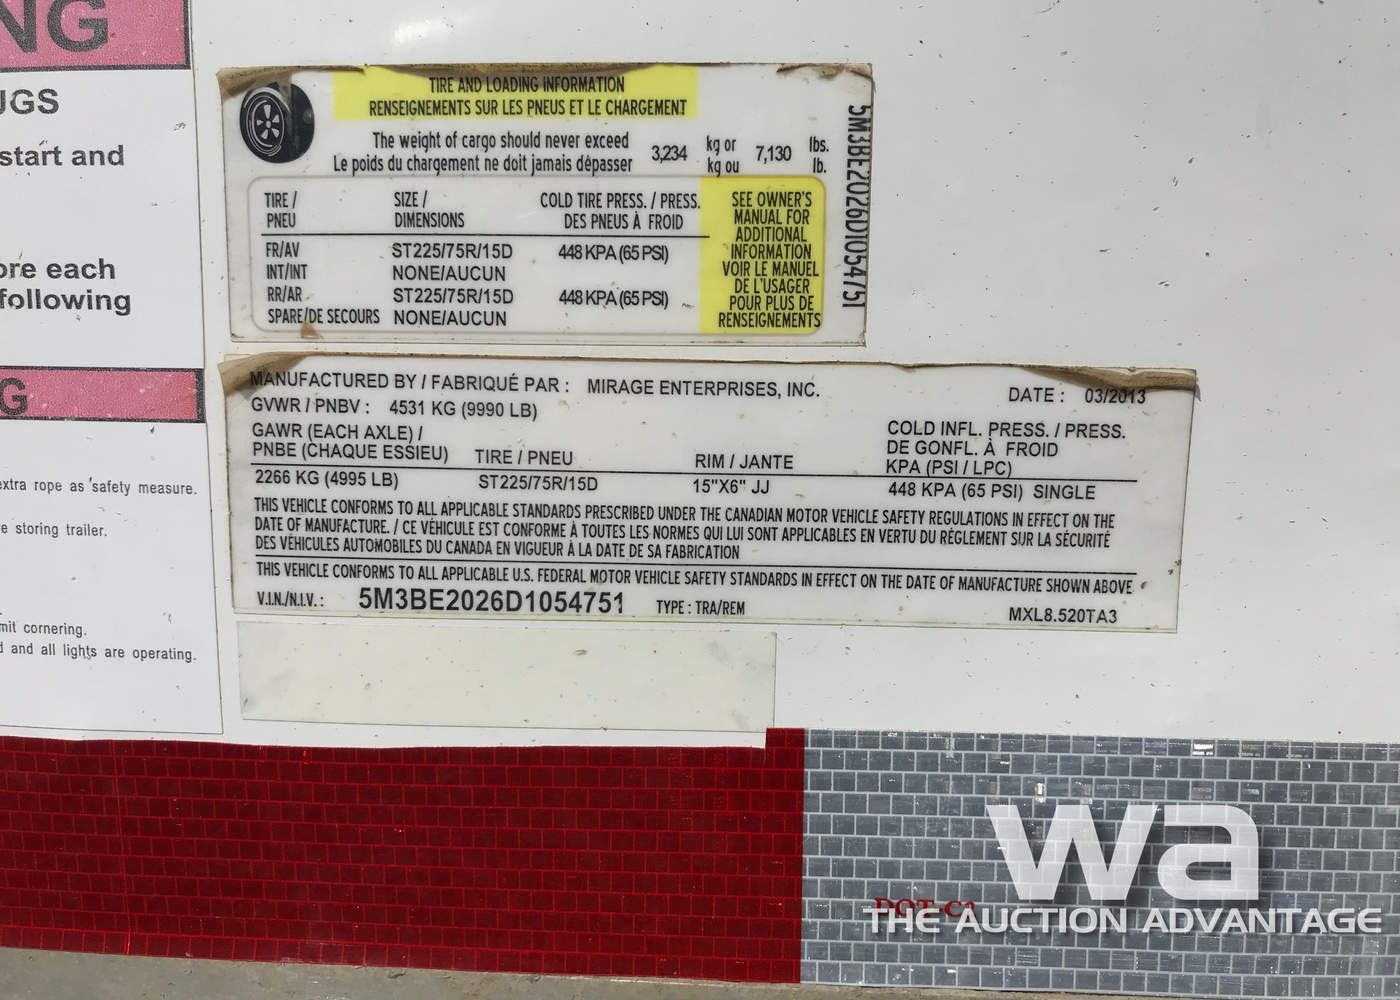 NG
UGS
start and
ore each
following
G
extra rope as safety measure.
e storing trailer.
mit cornering.
d and all lights are operating.
TIRE AND LOADING INFORMATION
RENSEIGNEMENTS SUR LES PNEUS ET LE CHARGEMENT
The weight of cargo should never exceed
Le poids du chargement ne doit jamais dépasser
3,234 kg or 7,130 lbs.
kg ou lb.
TIRE / SIZE / COLD TIRE PRESS. / PRESS.
PNEU DIMENSIONS DES PNEUS À FROID
FR/AV ST225/75R/15D 448 KPA (65 PSI)
INT/INT NONE/AUCUN
RR/AR ST225/75R/15D 448 KPA (65 PSI)
SPARE/DE SECOURS NONE/AUCUN
SEE OWNER'S
MANUAL FOR
ADDITIONAL
INFORMATION
VOIR LE MANUEL
DE L'USAGER
POUR PLUS DE
RENSEIGNEMENTS
5M3BE2026D1054751
MANUFACTURED BY / FABRIQUÉ PAR : MIRAGE ENTERPRISES, INC. DATE : 03/2013
GVWR / PNBV : 4531 KG (9990 LB)
GAWR (EACH AXLE) /
PNBE (CHAQUE ESSIEU) TIRE / PNEU RIM / JANTE
COLD INFL. PRESS. / PRESS.
DE GONFL. À FROID
KPA (PSI / LPC)
2266 KG (4995 LB) ST225/75R/15D 15"X6" JJ 448 KPA (65 PSI) SINGLE
THIS VEHICLE CONFORMS TO ALL APPLICABLE STANDARDS PRESCRIBED UNDER THE CANADIAN MOTOR VEHICLE SAFETY REGULATIONS IN EFFECT ON THE
DATE OF MANUFACTURE. / CE VÉHICULE EST CONFORME À TOUTES LES NORMES QUI LUI SONT APPLICABLES EN VERTU DU RÈGLEMENT SUR LA SÉCURITÉ
DES VÉHICULES AUTOMOBILES DU CANADA EN VIGUEUR À LA DATE DE SA FABRICATION
THIS VEHICLE CONFORMS TO ALL APPLICABLE U.S. FEDERAL MOTOR VEHICLE SAFETY STANDARDS IN EFFECT ON THE DATE OF MANUFACTURE SHOWN ABOVE
V.I.N./N.I.V. : 5M3BE2026D1054751 TYPE : TRA/REM MXL8.520TA3
DOT-C2
wa
THE AUCTION ADVANTAGE